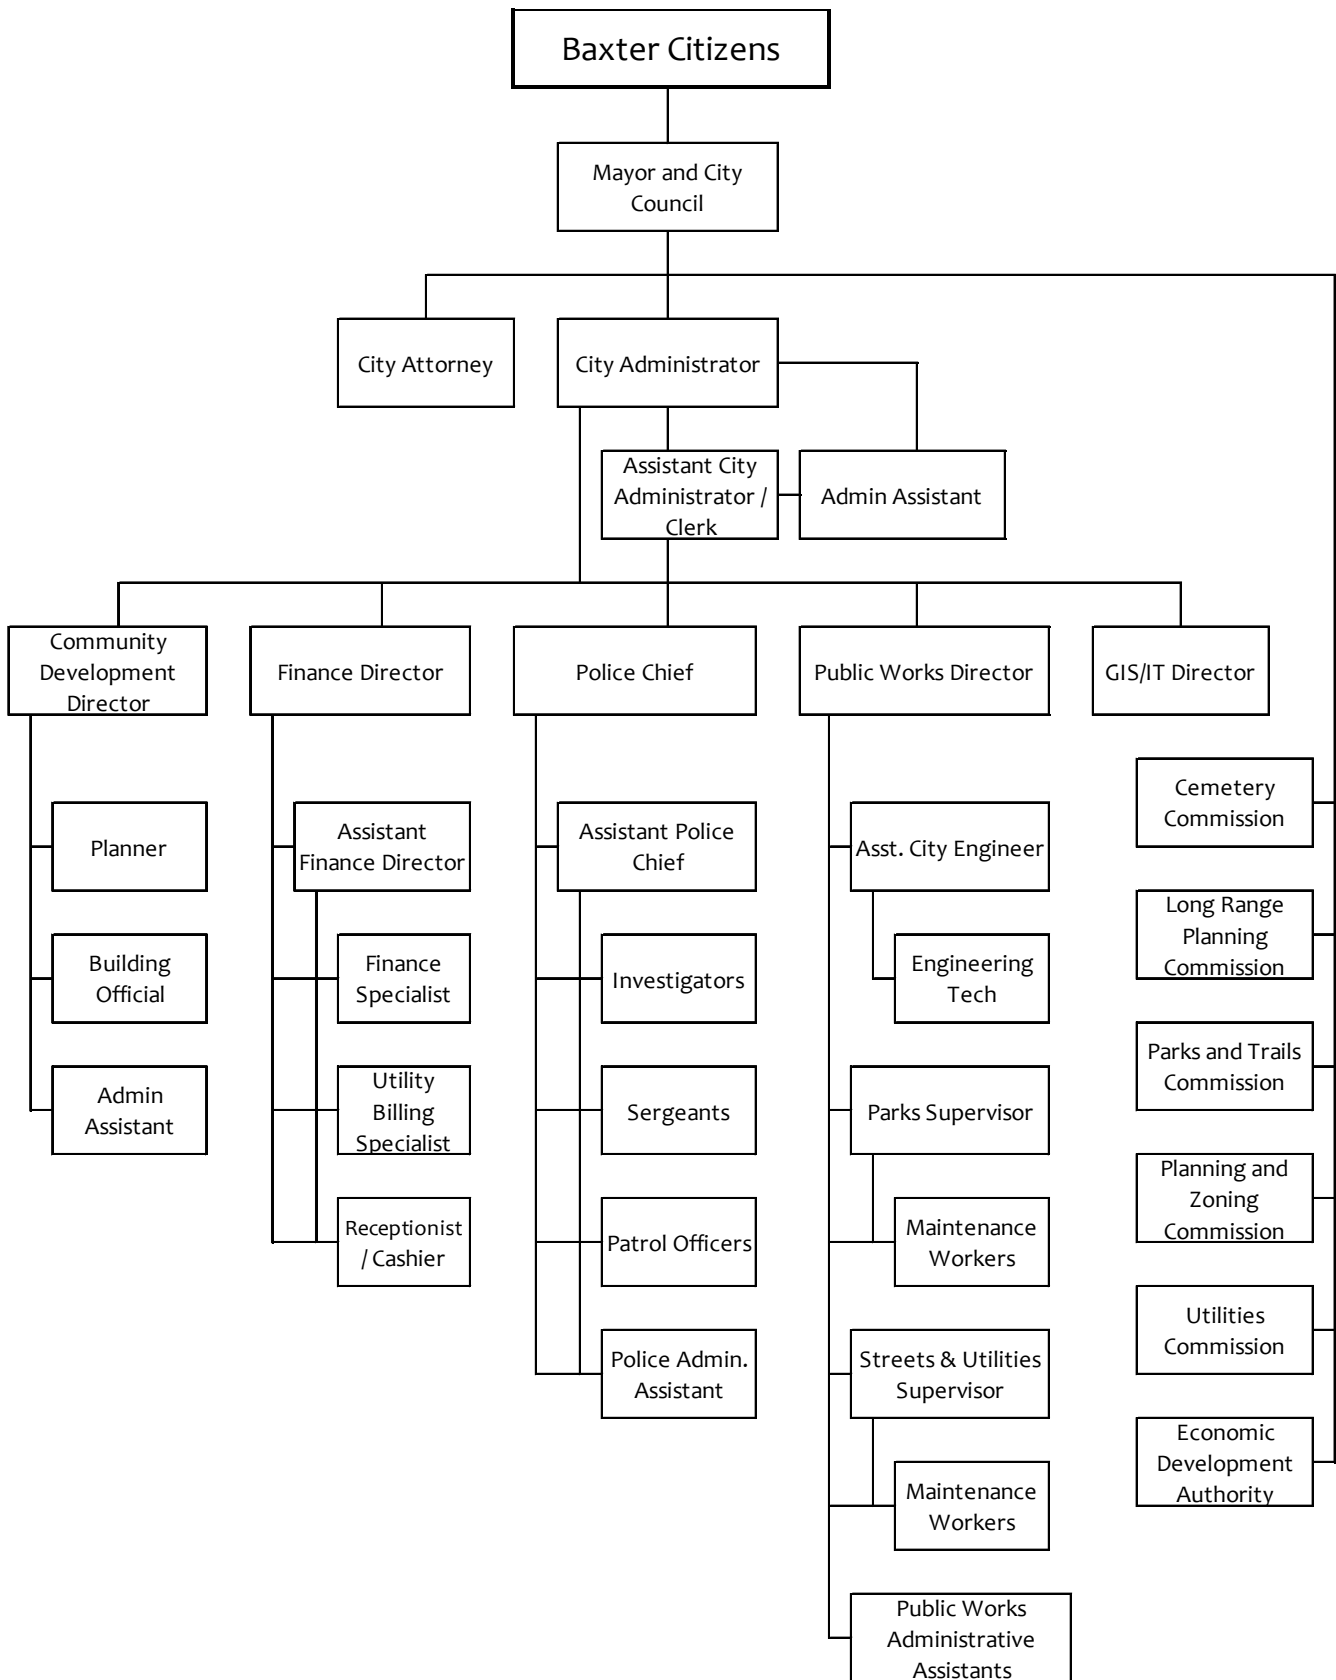 Baxter Citizens
Mayor and City
Council
City Attorney
City Administrator
Assistant City
Administrator /
Clerk
Admin Assistant
Community
Development
Director
Finance Director
Police Chief
Public Works Director
GIS/IT Director
Planner
Building
Official
Admin
Assistant
Assistant
Finance Director
Finance
Specialist
Utility
Billing
Specialist
Receptionist
/ Cashier
Assistant Police
Chief
Investigators
Sergeants
Patrol Officers
Police Admin.
Assistant
Asst. City Engineer
Engineering
Tech
Parks Supervisor
Maintenance
Workers
Streets & Utilities
Supervisor
Maintenance
Workers
Public Works
Administrative
Assistants
Cemetery
Commission
Long Range
Planning
Commission
Parks and Trails
Commission
Planning and
Zoning
Commission
Utilities
Commission
Economic
Development
Authority